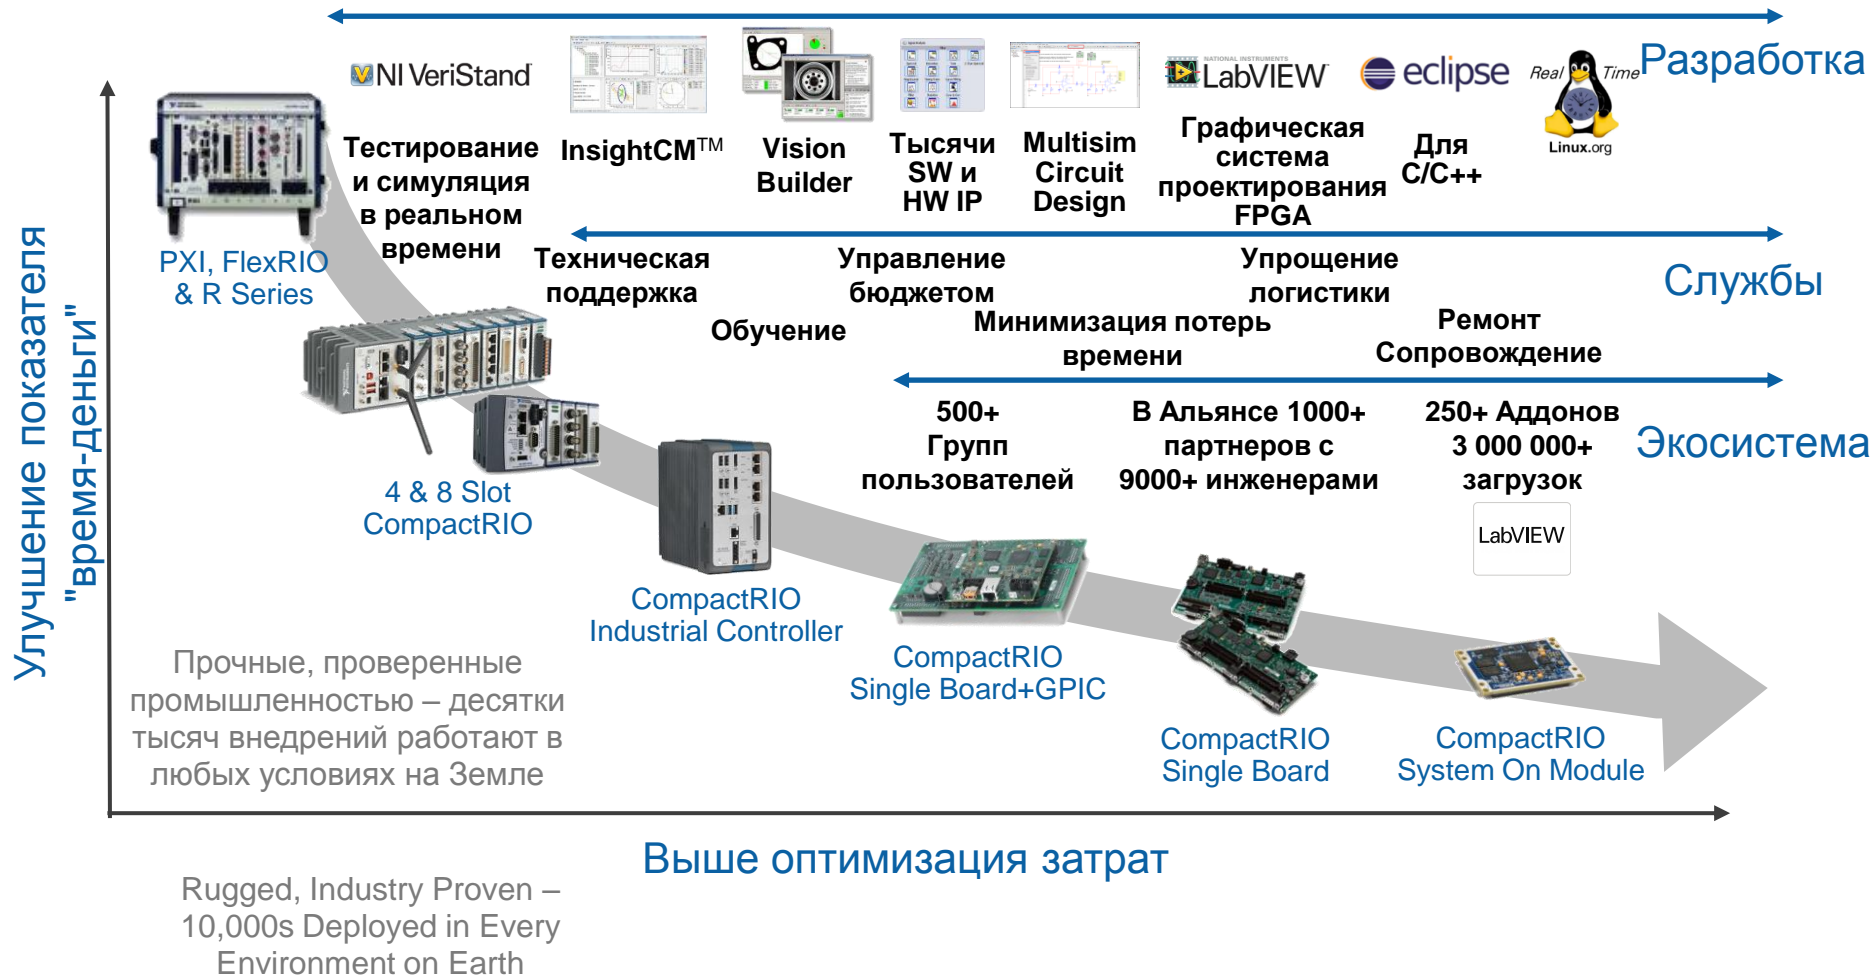 Разработка
NI VeriStand
NATIONAL INSTRUMENTS
LabVIEW
eclipse
Real Time
Linux.org
Тестирование
и симуляция
в реальном
времени
InsightCM™
Vision
Builder
Тысячи
SW и
HW IP
Multisim
Circuit
Design
Графическая
система
проектирования
FPGA
Для
C/C++
Службы
Техническая
поддержка
Обучение
Управление
бюджетом
Минимизация потерь
времени
Упрощение
логистики
Ремонт
Сопровождение
Экосистема
500+
Групп
пользователей
В Альянсе 1000+
партнеров с
9000+ инженерами
250+ Аддонов
3 000 000+
загрузок
LabVIEW
PXI, FlexRIO
& R Series
4 & 8 Slot
CompactRIO
CompactRIO
Industrial Controller
CompactRIO
Single Board+GPIC
CompactRIO
Single Board
CompactRIO
System On Module
Улучшение показателя
"время-деньги"
Прочные, проверенные
промышленностью – десятки
тысяч внедрений работают в
любых условиях на Земле
Выше оптимизация затрат
Rugged, Industry Proven –
10,000s Deployed in Every
Environment on Earth